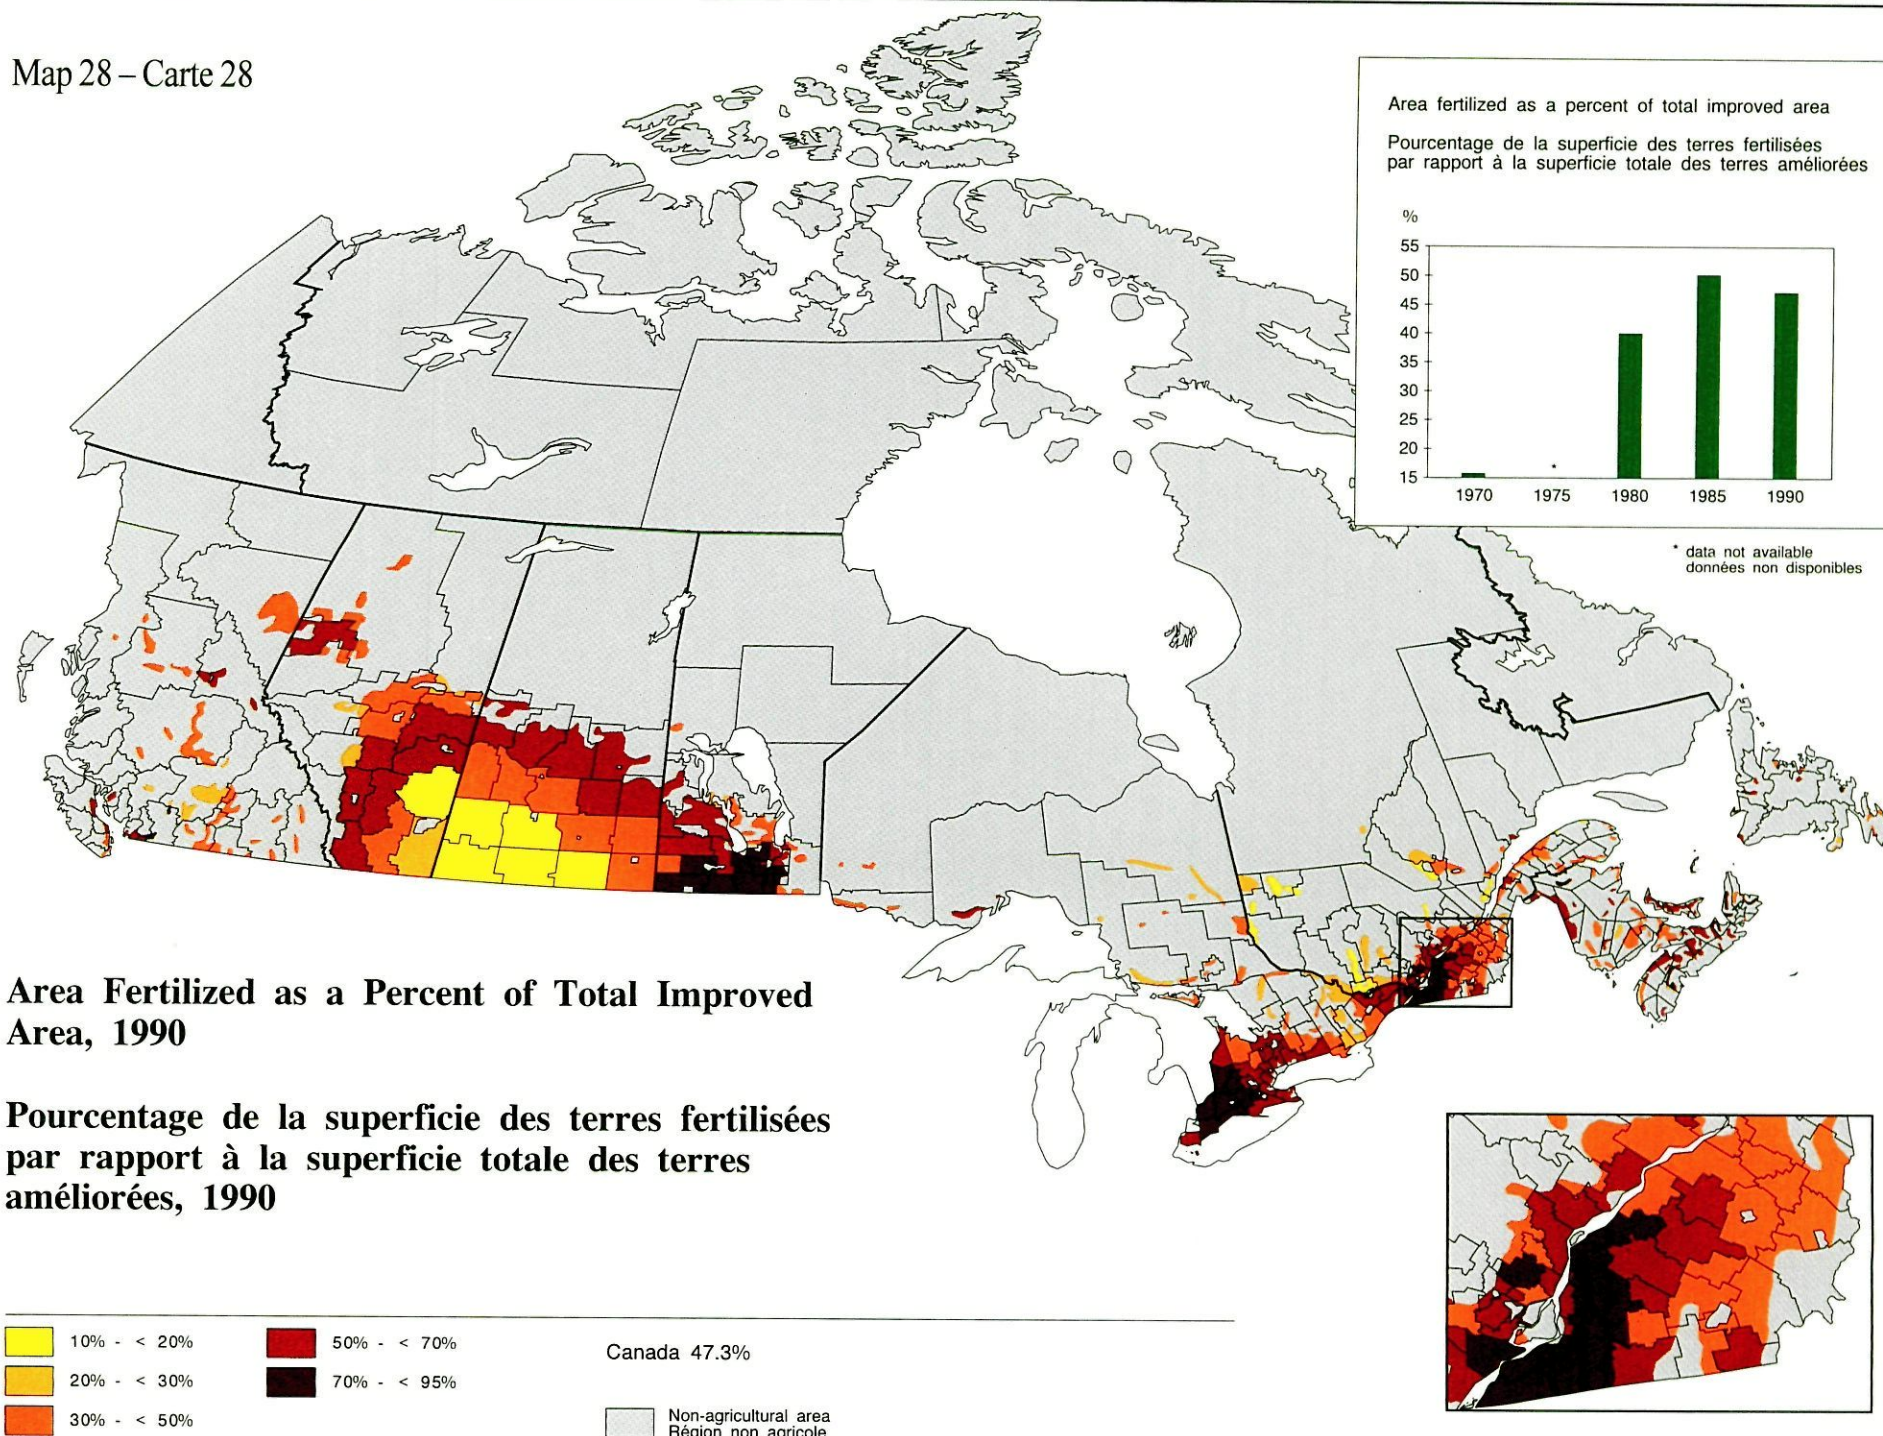 Map 28 – Carte 28
Area fertilized as a percent of total improved area
Pourcentage de la superficie des terres fertilisées
par rapport à la superficie totale des terres améliorées
%
55
50
45
40
35
30
25
20
15
1970
1975
*
1980
1985
1990
* data not available
données non disponibles
Area Fertilized as a Percent of Total Improved
Area, 1990
Pourcentage de la superficie des terres fertilisées
par rapport à la superficie totale des terres
améliorées, 1990
10% - < 20%
20% - < 30%
30% - < 50%
50% - < 70%
70% - < 95%
Canada 47.3%
Non-agricultural area
Région non agricole